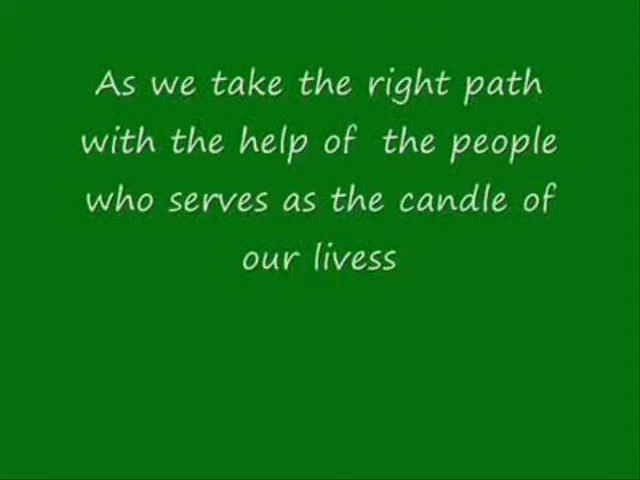 As we take the right path
with the help of the people
who serves as the candle of
our livess